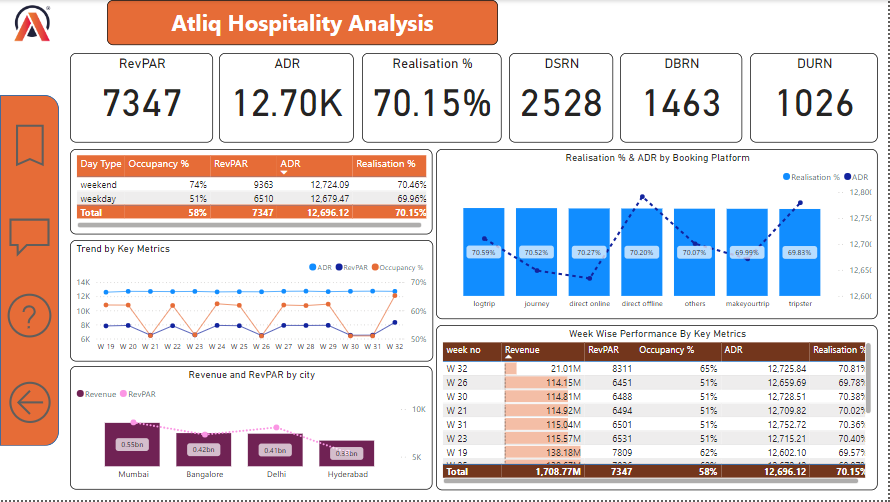 Atliq Hospitality Analysis
RevPAR
7347
ADR
12.70K
Realisation %
70.15%
DSRN
2528
DBRN
1463
DURN
1026
Day Type Occupancy % RevPAR ADR Realisation %
weekend 74% 9363 12,724.09 70.46%
weekday 51% 6510 12,679.47 69.96%
Total 58% 7347 12,696.12 70.15%
Realisation % & ADR by Booking Platform
Realisation % ADR
12,800
12,750
12,700
12,650
12,600
70.59% 70.52% 70.27% 70.20% 70.07% 69.99% 69.83%
logtrip journey direct online direct offline others makeyourtrip tripster
Trend by Key Metrics
ADR RevPAR Occupancy %
14K 70%
12K
10K 60%
8K
6K 50%
W 19 W 20 W 21 W 22 W 23 W 24 W 25 W 26 W 27 W 28 W 29 W 30 W 31 W 32
Revenue and RevPAR by city
Revenue RevPAR
10K
5K
0.55bn 0.42bn 0.41bn
Mumbai Bangalore Delhi Hyderabad
Week Wise Performance By Key Metrics
week no Revenue RevPAR Occupancy % ADR Realisation %
W 32 21.01M 8311 65% 12,725.84 70.81%
W 26 114.15M 6451 51% 12,659.69 69.78%
W 30 114.81M 6488 51% 12,728.51 70.38%
W 21 114.92M 6494 51% 12,709.82 70.02%
W 31 115.04M 6501 51% 12,752.72 70.36%
W 23 115.57M 6531 51% 12,715.21 70.40%
W 19 138.18M 7809 62% 12,602.10 69.57%
Total 1,708.77M 7347 58% 12,696.12 70.15%